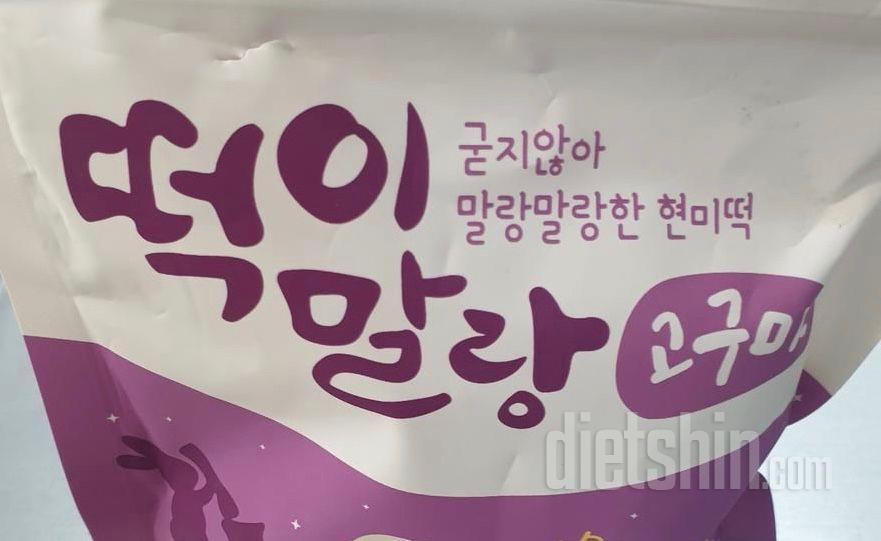 떡이
말랑
굳지않아
말랑말랑한 현미떡
고구마
dietshin.com